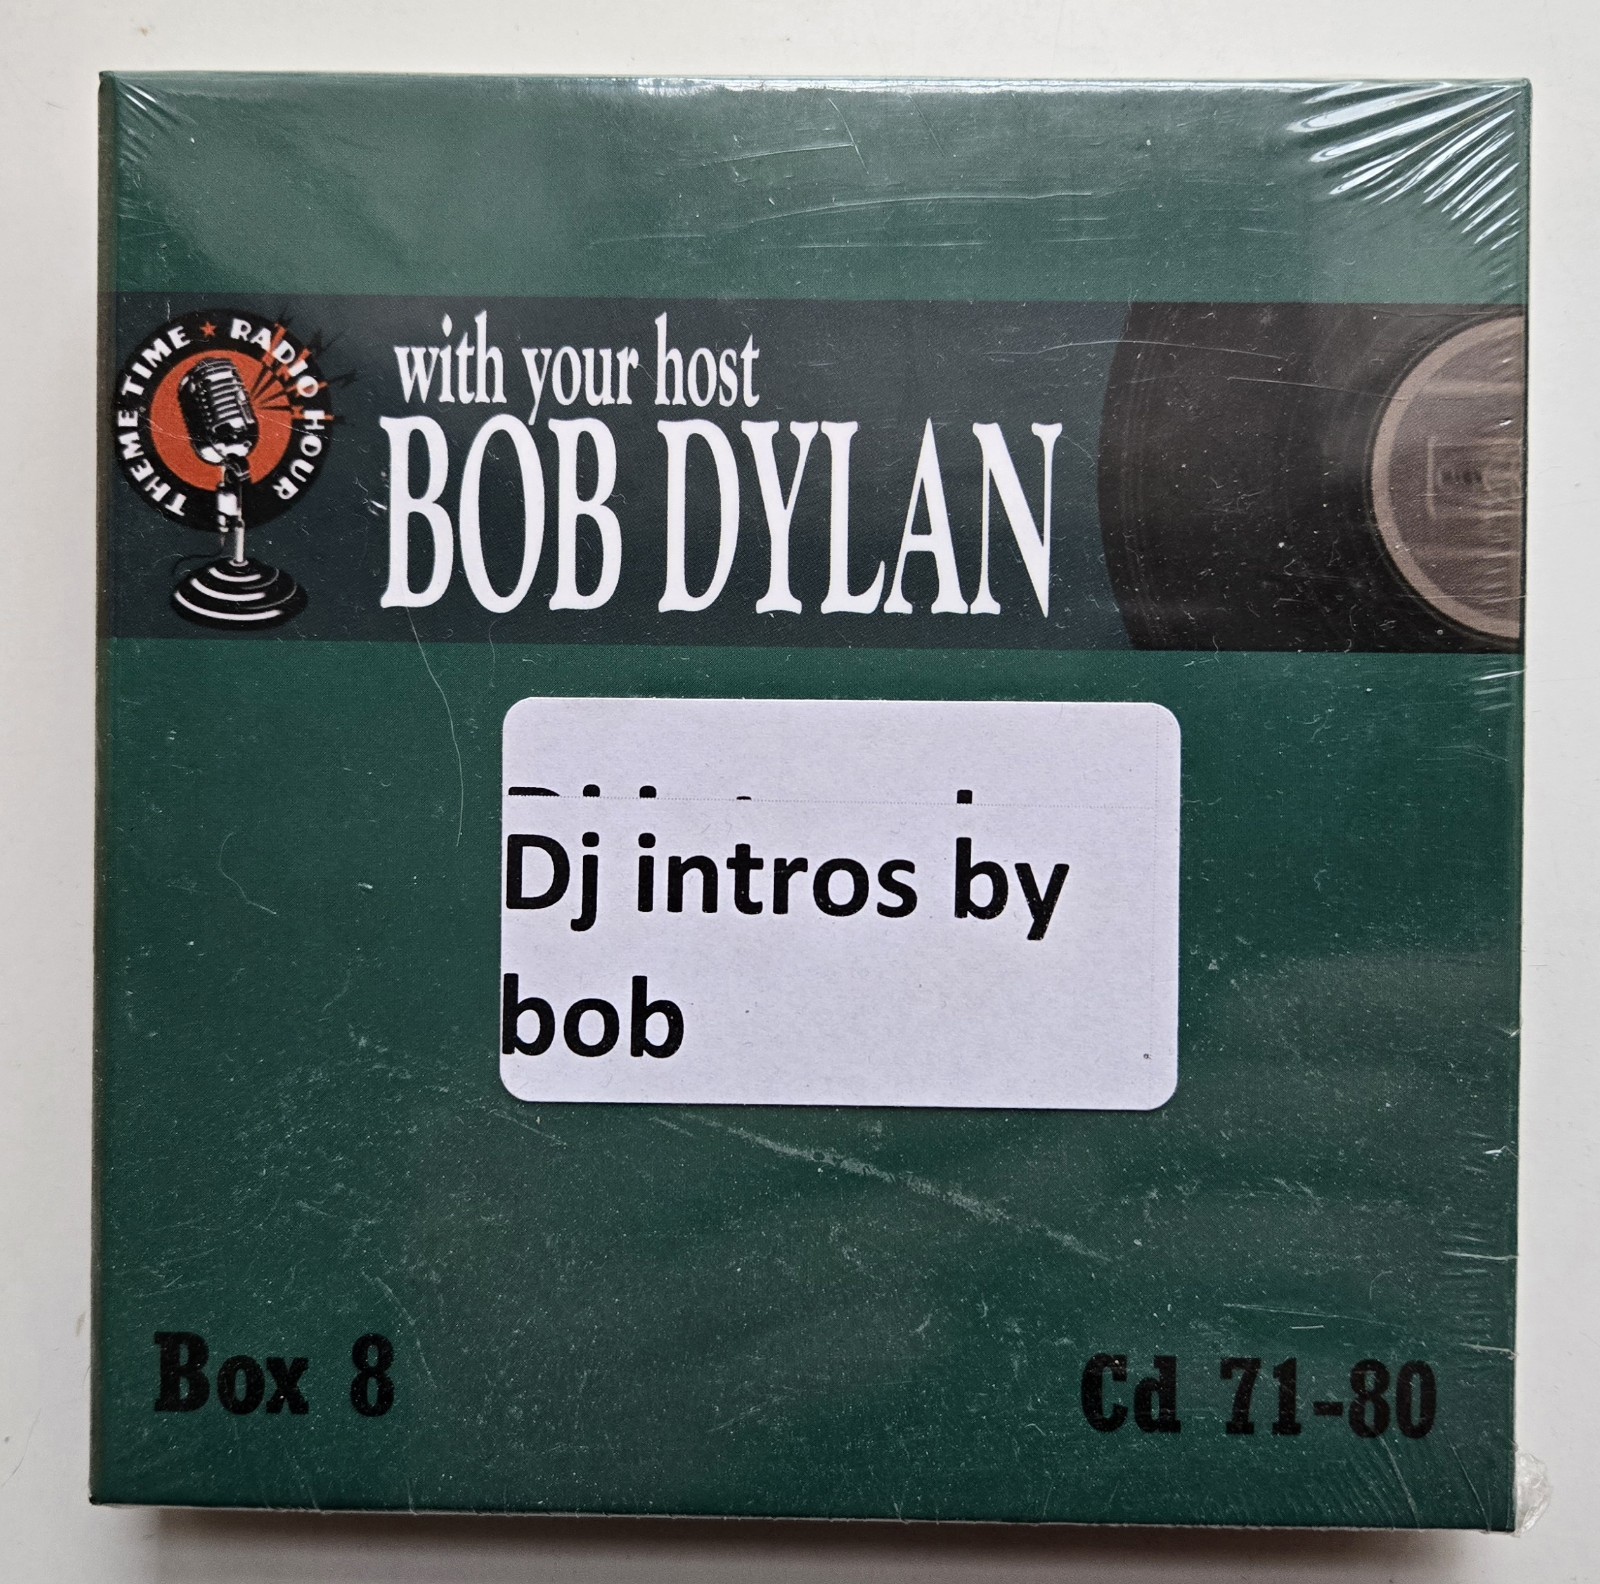 THEME TIME ★ RADIO HOUR
with your host
BOB DYLAN
Dj intros by
bob
Box 8
Cd 71-80